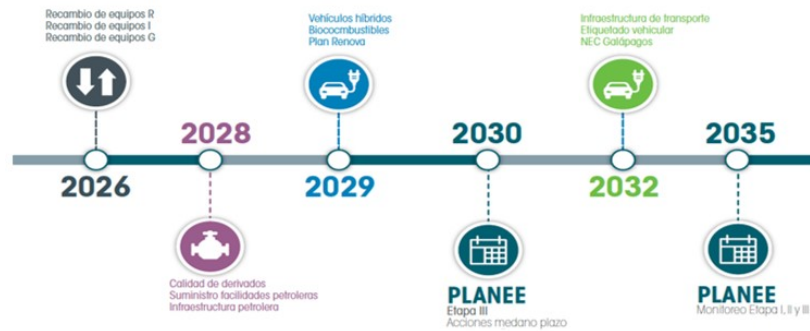 Recambio de equipos R
Recambio de equipos I
Recambio de equipos G
2026
2028
Calidad de derivados
Suministro facilidades petroleras
Infraestructura petrolera
Vehículos híbridos
Biococmbustibles
Plan Renova
2029
2030
PLANEE
Etapa III
Acciones medano plazo
Infraestructura de transporte
Etiquetado vehicular
NEC Galápagos
2032
2035
PLANEE
Monitoreo Etapa I, II y III